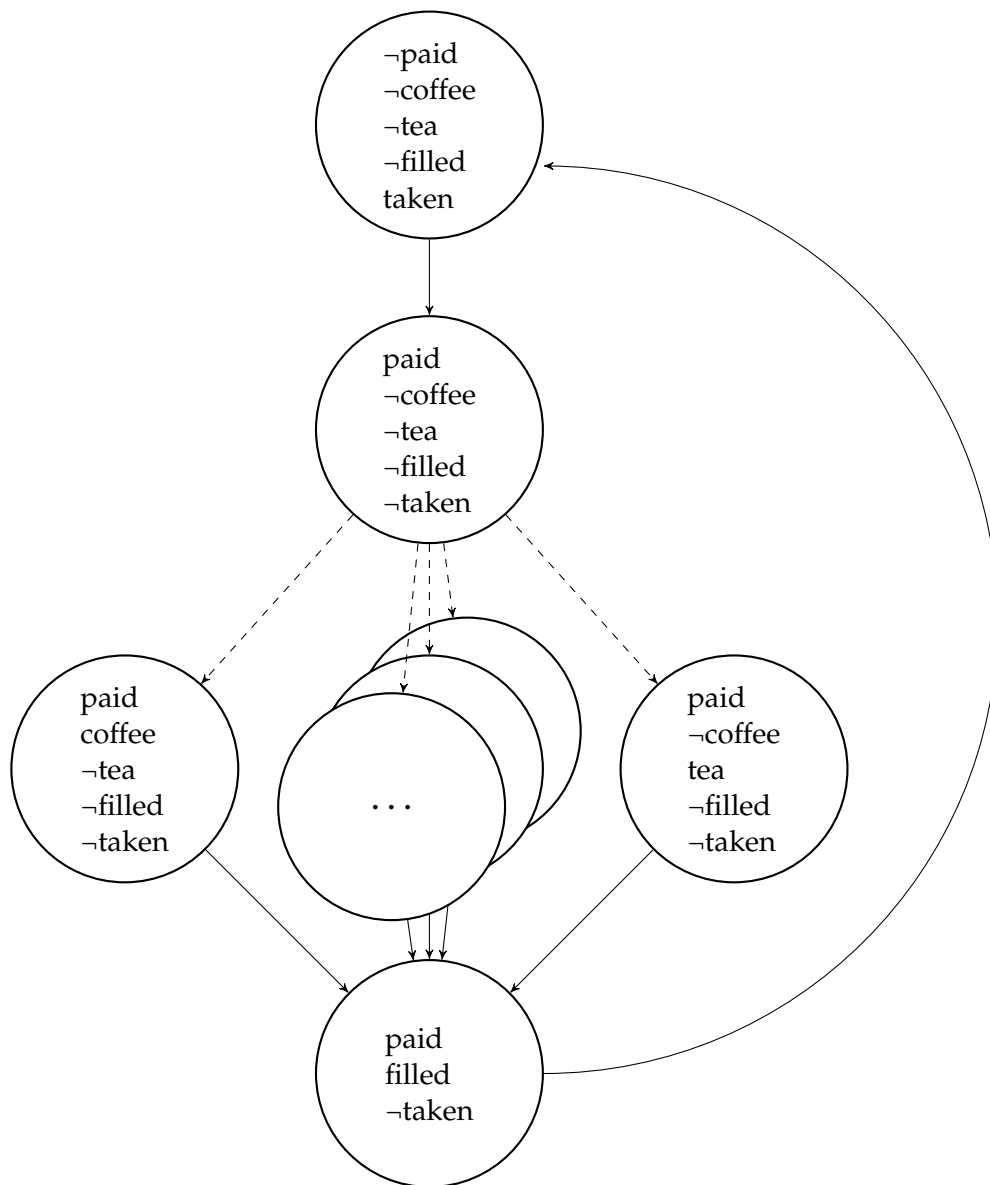 ¬paid
¬coffee
¬tea
¬filled
taken
paid
¬coffee
¬tea
¬filled
¬taken
paid
coffee
¬tea
¬filled
¬taken
...
paid
¬coffee
tea
¬filled
¬taken
paid
filled
¬taken